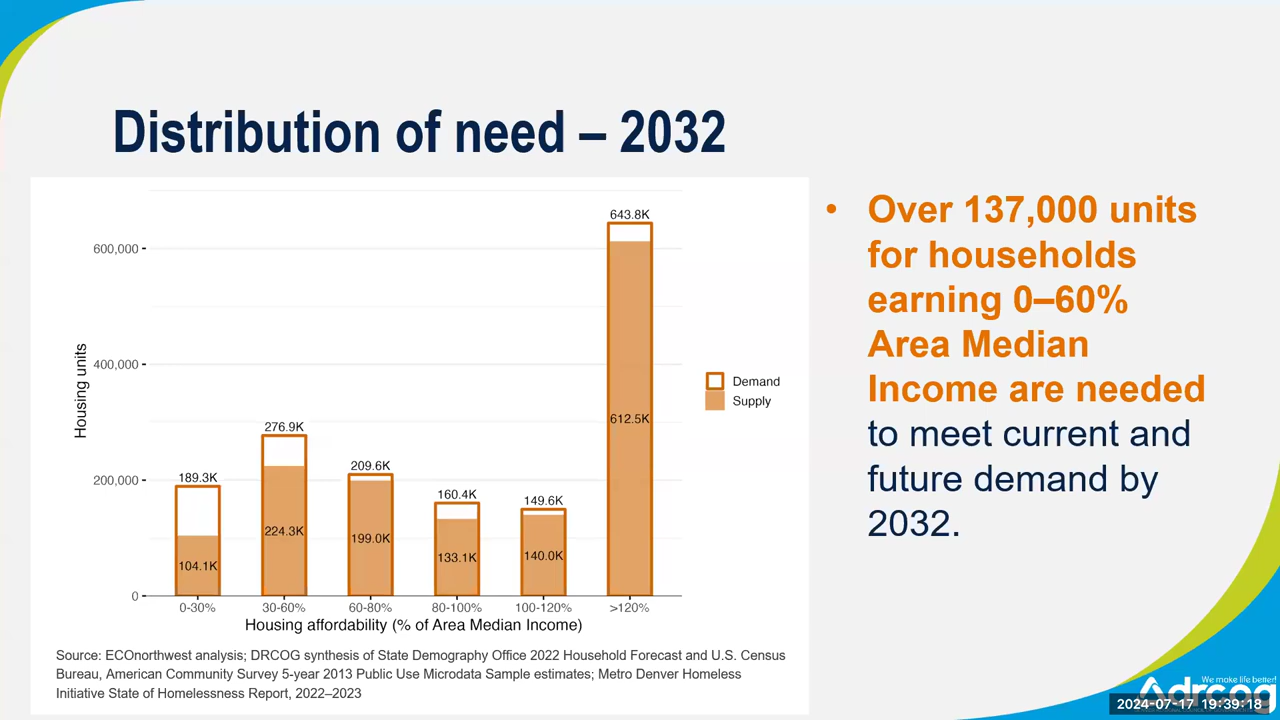 Distribution of need – 2032
643.8K
600,000
400,000
Housing units
Demand
Supply
612.5K
276.9K
209.6K
189.3K
200,000
160.4K
149.6K
224.3K
199.0K
133.1K
140.0K
104.1K
0
0-30%
30-60%
60-80%
80-100%
100-120%
>120%
Housing affordability (% of Area Median Income)
Source: ECOnorthwest analysis; DRCOG synthesis of State Demography Office 2022 Household Forecast and U.S. Census
Bureau, American Community Survey 5-year 2013 Public Use Microdata Sample estimates; Metro Denver Homeless
Initiative State of Homelessness Report, 2022–2023
• Over 137,000 units
for households
earning 0–60%
Area Median
Income are needed
to meet current and
future demand by
2032.
We make life better!
drcog
2024-07-17 19:39:18